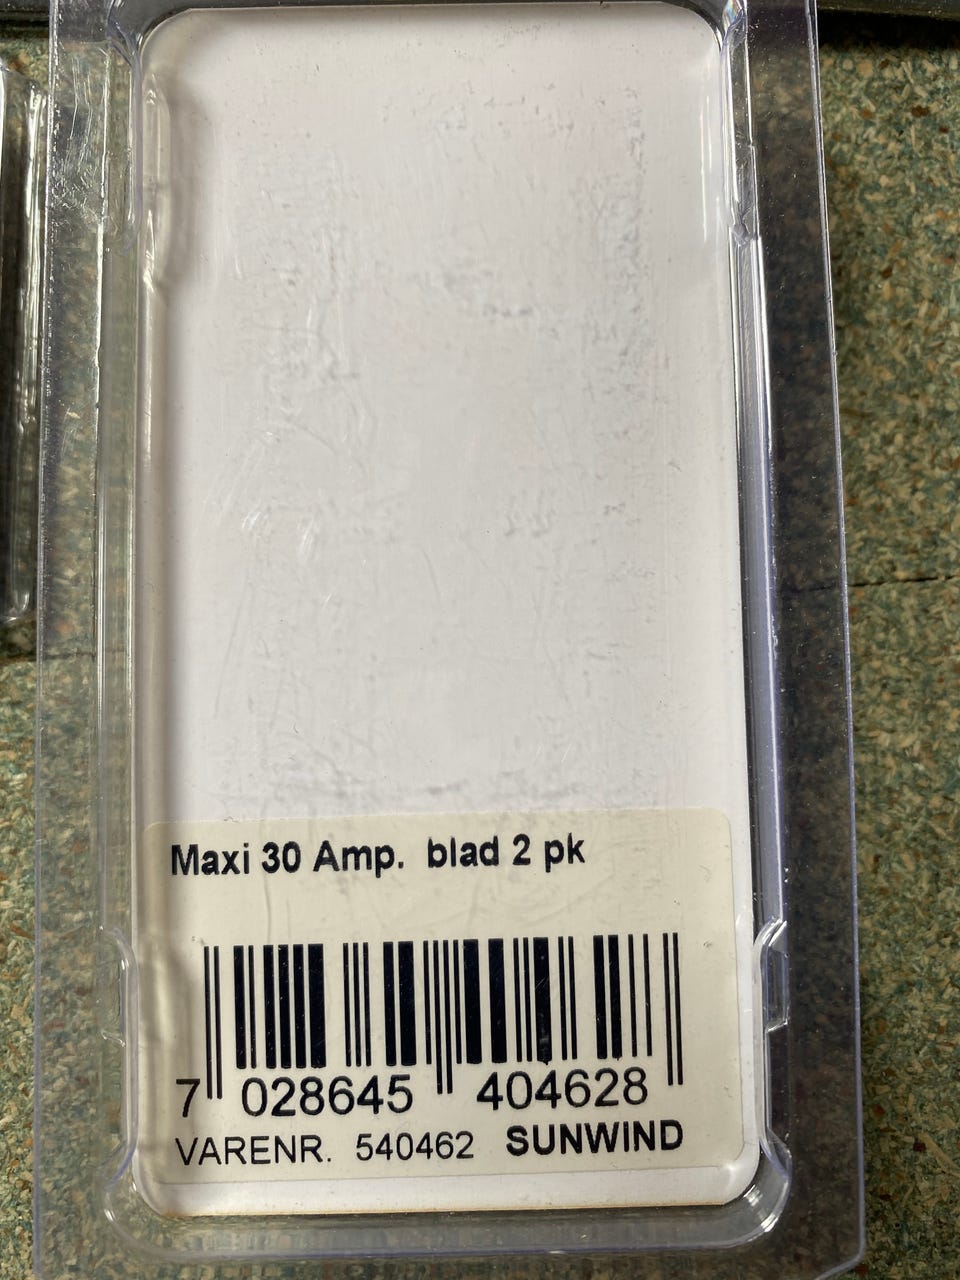 Maxi 30 Amp. blad 2 pk
7 028645 404628
VARENR. 540462 SUNWIND